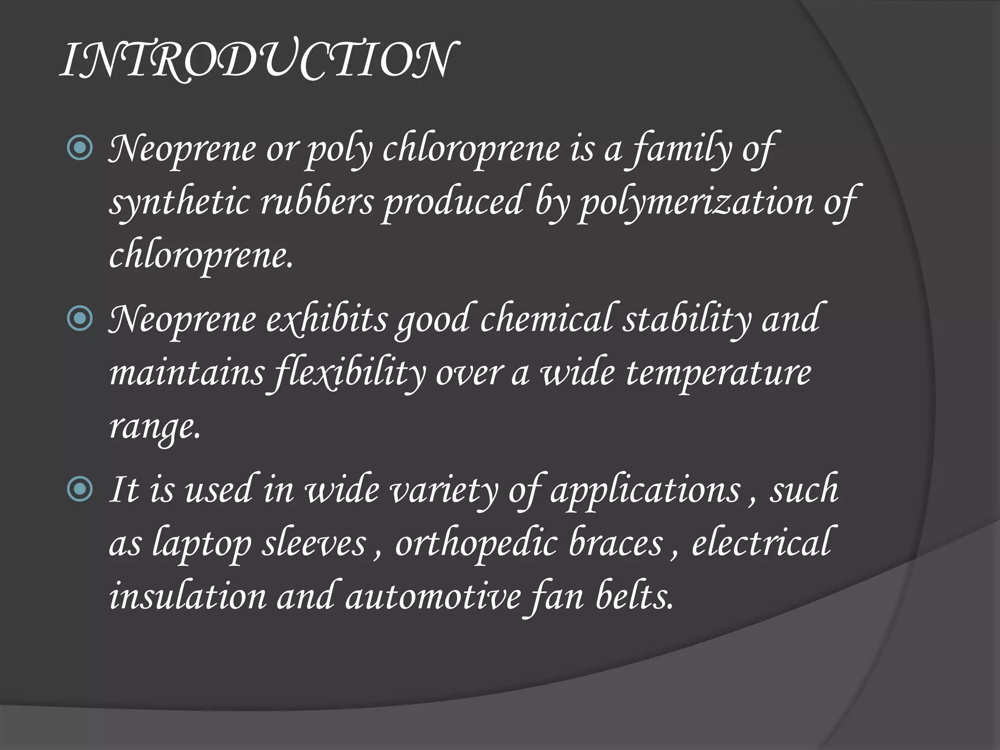 INTRODUCTION
Neoprene or poly chloroprene is a family of
synthetic rubbers produced by polymerization of
chloroprene.
Neoprene exhibits good chemical stability and
maintains flexibility over a wide temperature
range.
It is used in wide variety of applications , such
as laptop sleeves , orthopedic braces , electrical
insulation and automotive fan belts.